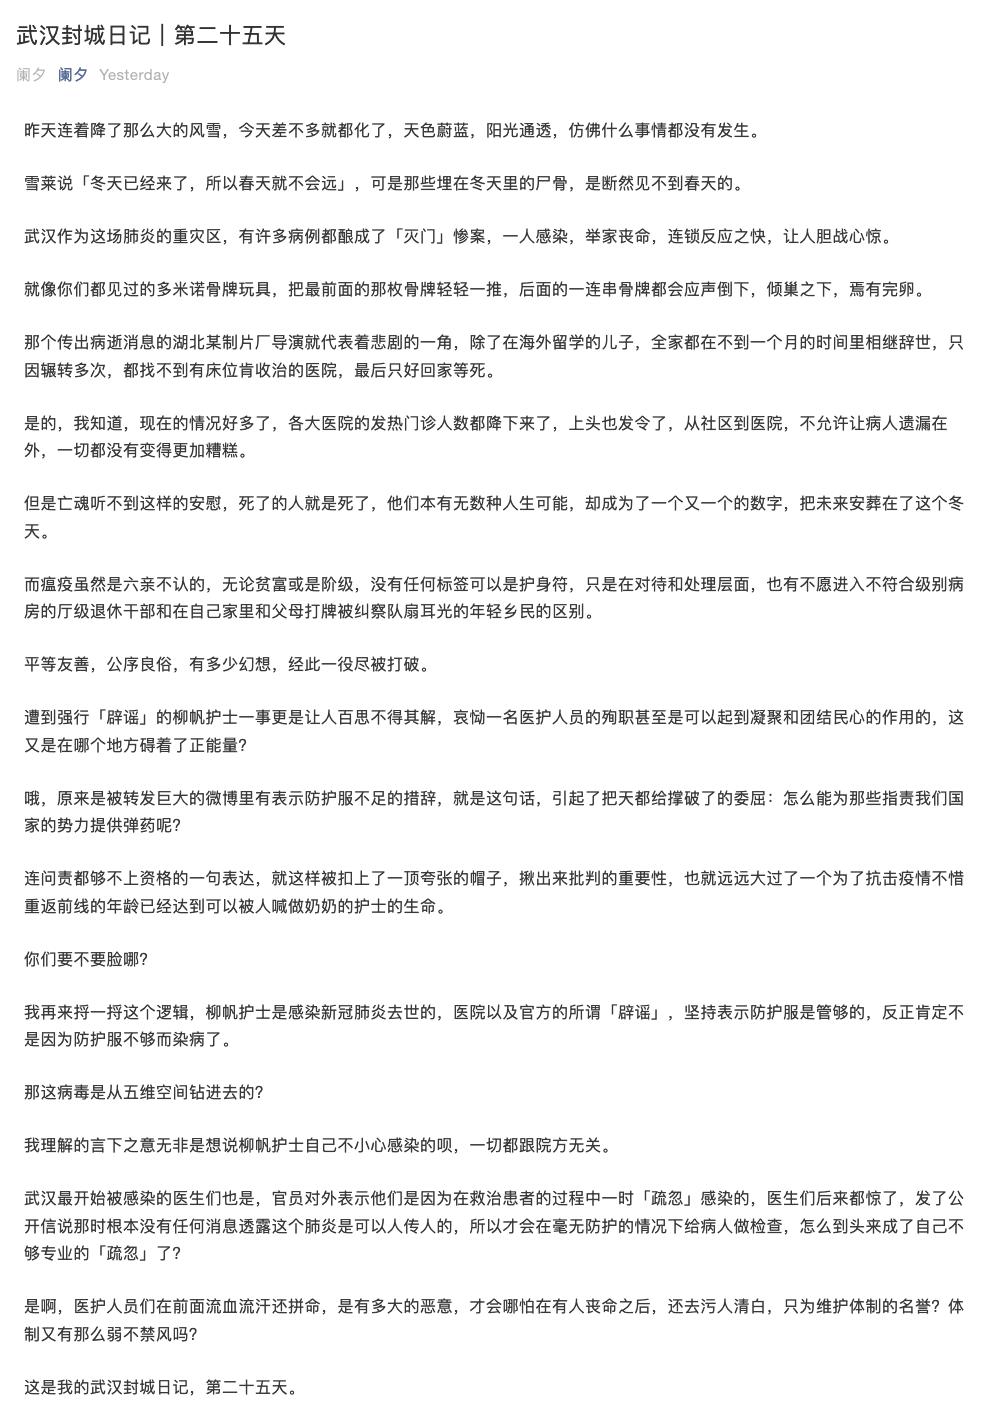 武汉封城日记｜第二十五天
阑夕 阑夕 Yesterday
昨天连着降了那么大的风雪，今天差不多就都化了，天色蔚蓝，阳光通透，仿佛什么事情都没有发生。
雪莱说「冬天已经来了，所以春天就不会远」，可是那些埋在冬天里的尸骨，是断然见不到春天的。
武汉作为这场肺炎的重灾区，有许多病例都酿成了「灭门」惨案，一人感染，举家丧命，连锁反应之快，让人胆战心惊。
就像你们都见过的多米诺骨牌玩具，把最前面的那枚骨牌轻轻一推，后面的一连串骨牌都会应声倒下，倾巢之下，焉有完卵。
那个传出病逝消息的湖北某制片厂导演就代表着悲剧的一角，除了在海外留学的儿子，全家都在不到一个月的时间里相继辞世，只
因辗转多次，都找不到有床位肯收治的医院，最后只好回家等死。
是的，我知道，现在的情况好多了，各大医院的发热门诊人数都降下来了，上头也发令了，从社区到医院，不允许让病人遗漏在
外，一切都没有变得更加糟糕。
但是亡魂听不到这样的安慰，死了的人就是死了，他们本有无数种人生可能，却成为了一个又一个的数字，把未来安葬在了这个冬
天。
而瘟疫虽然是六亲不认的，无论贫富或是阶级，没有任何标签可以是护身符，只是在对待和处理层面，也有不愿进入不符合级别病
房的厅级退休干部和在自己家里和父母打牌被纠察队扇耳光的年轻乡民的区别。
平等友善，公序良俗，有多少幻想，经此一役尽被打破。
遭到强行「辟谣」的柳帆护士一事更是让人百思不得其解，哀恸一名医护人员的殉职甚至是可以起到凝聚和团结民心的作用的，这
又是在哪个地方碍着了正能量？
哦，原来是被转发巨大的微博里有表示防护服不足的措辞，就是这句话，引起了把天都给撑破了的委屈：怎么能为那些指责我们国
家的势力提供弹药呢？
连问责都够不上资格的一句表达，就这样被扣上了一顶夸张的帽子，揪出来批判的重要性，也就远远大过了一个为了抗击疫情不惜
重返前线的年龄已经达到可以被人喊做奶奶的护士的生命。
你们要不要脸哪？
我再来捋一捋这个逻辑，柳帆护士是感染新冠肺炎去世的，医院以及官方的所谓「辟谣」，坚持表示防护服是管够的，反正肯定不
是因为防护服不够而染病了。
那这病毒是从五维空间钻进去的？
我理解的言下之意无非是想说柳帆护士自己不小心感染的呗，一切都跟院方无关。
武汉最开始被感染的医生们也是，官员对外表示他们是因为在救治患者的过程中一时「疏忽」感染的，医生们后来都惊了，发了公
开信说那时根本没有任何消息透露这个肺炎是可以人传人的，所以才会在毫无防护的情况下给病人做检查，怎么到头来成了自己不
够专业的「疏忽」了？
是啊，医护人员们在前面流血流汗还拼命，是有多大的恶意，才会哪怕在有人丧命之后，还去污人清白，只为维护体制的名誉？体
制又有那么弱不禁风吗？
这是我的武汉封城日记，第二十五天。